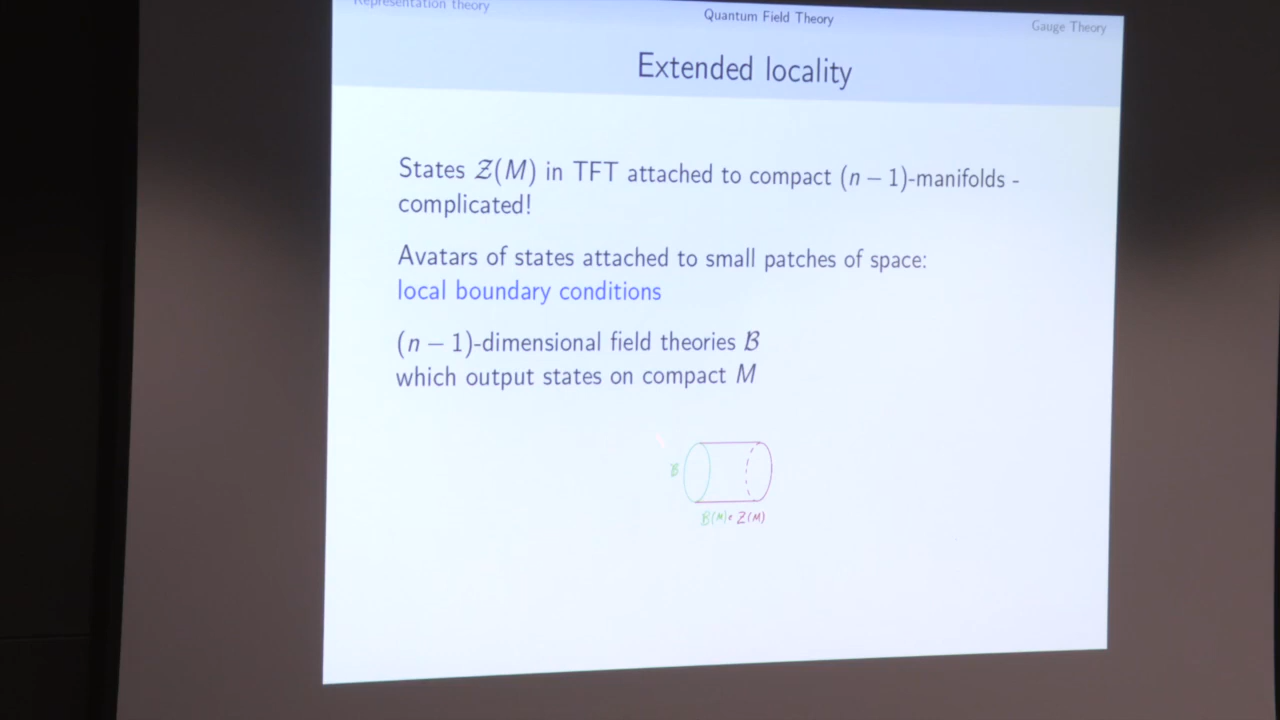 Representation theory
Quantum Field Theory
Gauge Theory
Extended locality
States 𝒵(M) in TFT attached to compact (n − 1)-manifolds -
complicated!
Avatars of states attached to small patches of space:
local boundary conditions
(n − 1)-dimensional field theories ℬ
which output states on compact M
ℬ
ℬ(M) ∈ 𝒵(M)